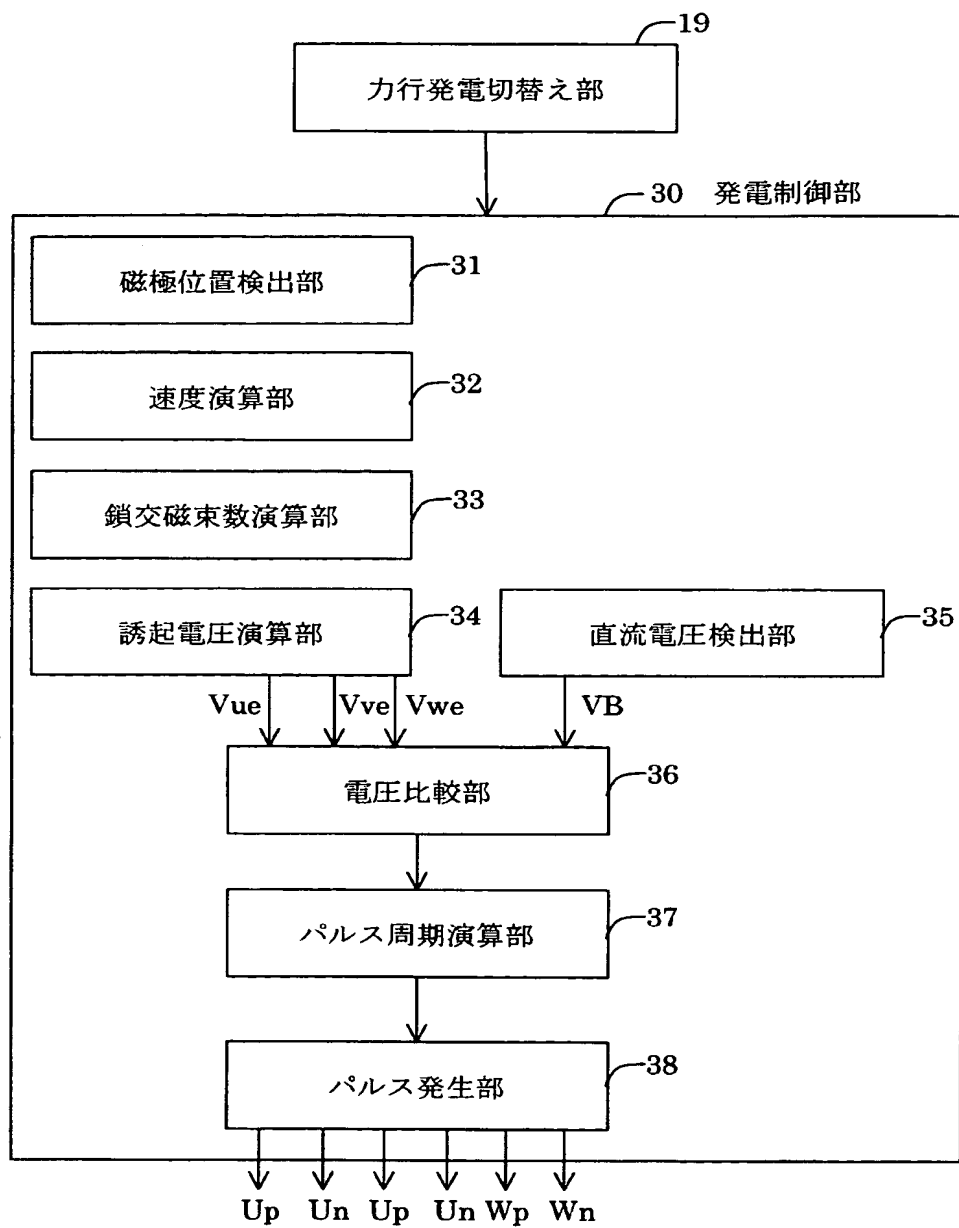 19
力行発電切替え部
30 発電制御部
磁極位置検出部
31
速度演算部
32
鎖交磁束数演算部
33
誘起電圧演算部
34
直流電圧検出部
35
Vue Vve Vwe VB
電圧比較部
36
パルス周期演算部
37
パルス発生部
38
Up Un Up Un Wp Wn